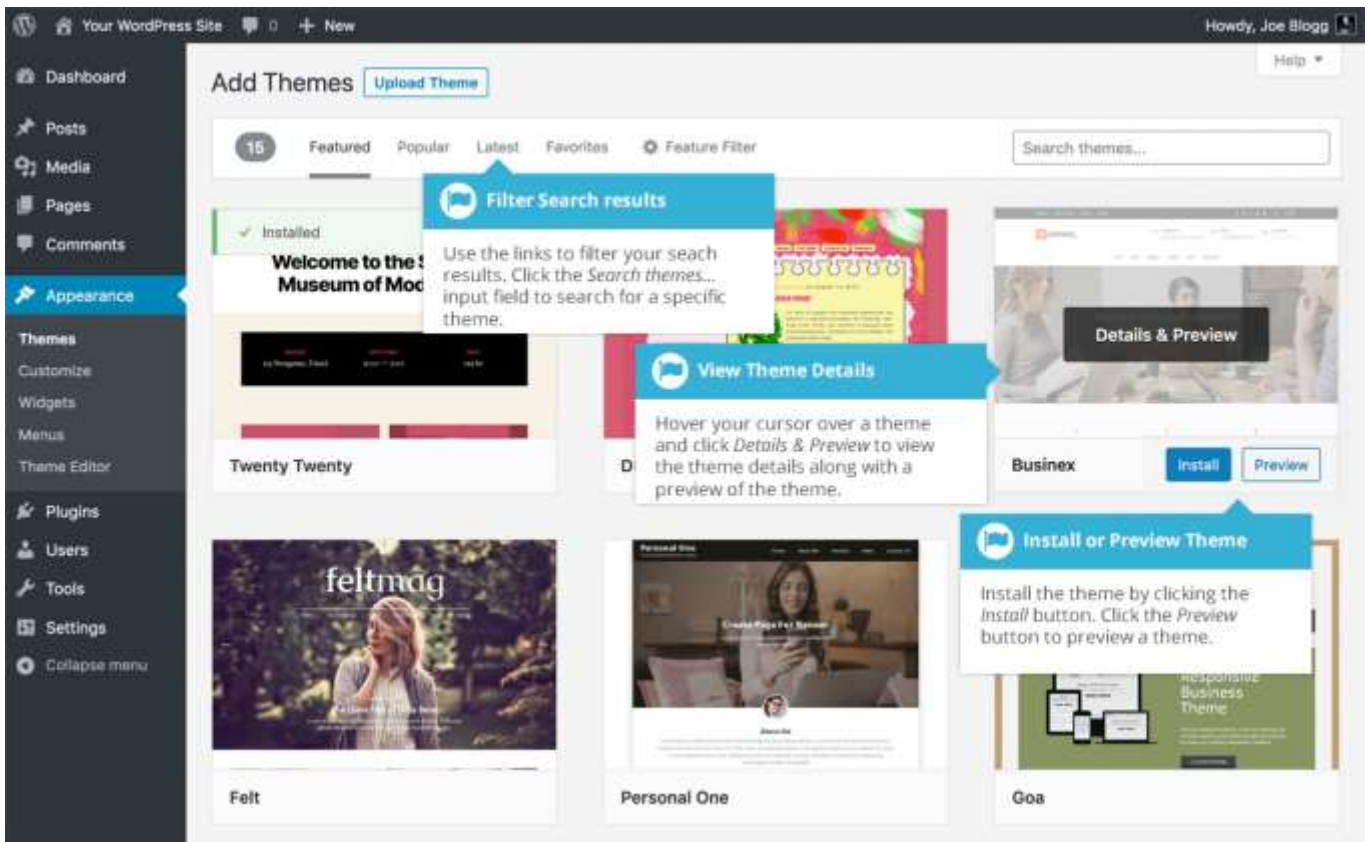 Your WordPress Site 0 + New
Howdy, Joe Blogg
Help
Dashboard
Posts
Media
Pages
Comments
Appearance
Themes
Customize
Widgets
Menus
Theme Editor
Plugins
Users
Tools
Settings
Collapse menu
Add Themes Upload Theme
15 Featured Popular Latest Favorites Feature Filter Search themes...
Filter Search results
Use the links to filter your seach
results. Click the Search themes...
input field to search for a specific
theme.
Installed
Welcome to the S
Museum of Mod
Twenty Twenty
View Theme Details
Hover your cursor over a theme
and click Details & Preview to view
the theme details along with a
preview of the theme.
D
Details & Preview
Businex Install Preview
Install or Preview Theme
Install the theme by clicking the
Install button. Click the Preview
button to preview a theme.
feltmag
Felt
Personal One
Create Page For Banner
About Me
Personal One
Responsive
Business
Theme
Goa